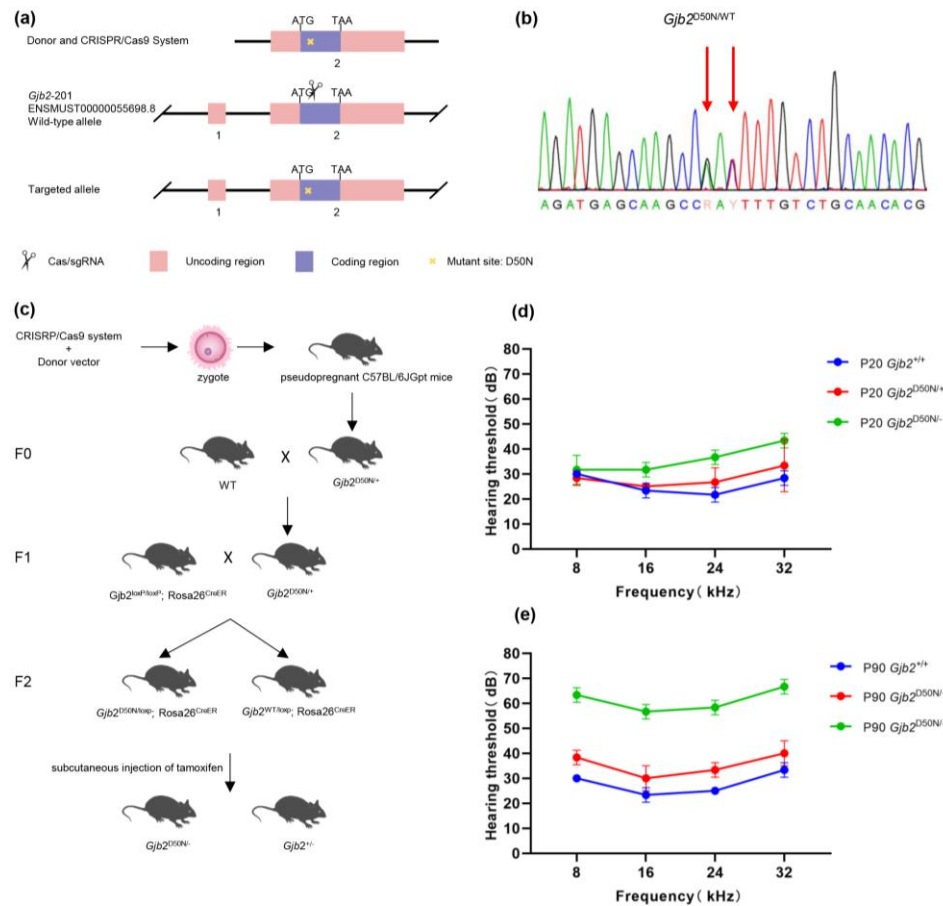 (a)
ATG TAA
Donor and CRISPR/Cas9 System
2
Gjb2-201
ENSMUST00000055698.8
Wild-type allele
ATG TAA
1 2
ATG TAA
Targeted allele
1 2
Cas/sgRNA Uncoding region Coding region Mutant site: D50N
(b)
Gjb2D50N/WT
AGATGAGCAAGCCRAYTTTGTCTGCAACACG
(c)
CRISRP/Cas9 system
+
Donor vector
zygote
pseudopregnant C57BL/6JGpt mice
F0
WT X Gjb2D50N/+
F1
X
Gjb2loxP/loxP; Rosa26CreER Gjb2D50N/+
F2
Gjb2D50N/loxp; Rosa26CreER Gjb2WT/loxp; Rosa26CreER
subcutaneous injection of tamoxifen
Gjb2D50N/- Gjb2+/-
(d)
Hearing threshold( dB)
80
70
60
50
40
30
20
10
0
8 16 24 32
Frequency( kHz)
P20 Gjb2+/+
P20 Gjb2D50N/+
P20 Gjb2D50N/-
(e)
Hearing threshold( dB)
80
70
60
50
40
30
20
10
0
8 16 24 32
Frequency( kHz)
P90 Gjb2+/+
P90 Gjb2D50N/
P90 Gjb2D50N/